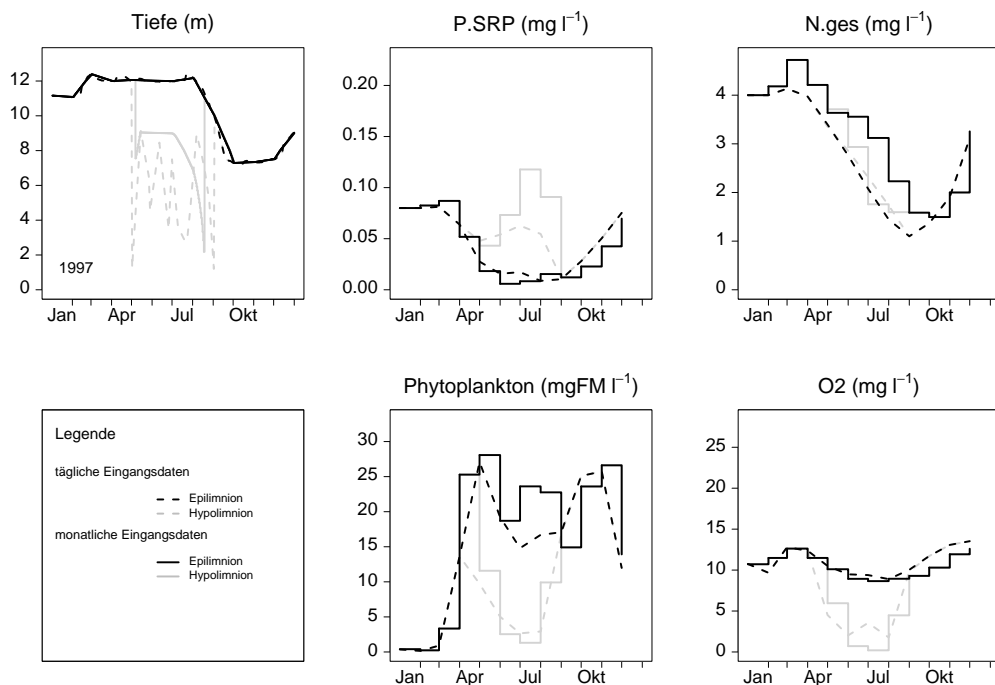 Tiefe (m)
12
10
8
6
4
2
0
1997
Jan Apr Jul Okt
P.SRP (mg l⁻¹)
0.20
0.15
0.10
0.05
0.00
Jan Apr Jul Okt
N.ges (mg l⁻¹)
4
3
2
1
0
Jan Apr Jul Okt
Legende
tägliche Eingangsdaten
Epilimnion
Hypolimnion
monatliche Eingangsdaten
Epilimnion
Hypolimnion
Phytoplankton (mgFM l⁻¹)
30
25
20
15
10
5
0
Jan Apr Jul Okt
O2 (mg l⁻¹)
25
20
15
10
5
0
Jan Apr Jul Okt